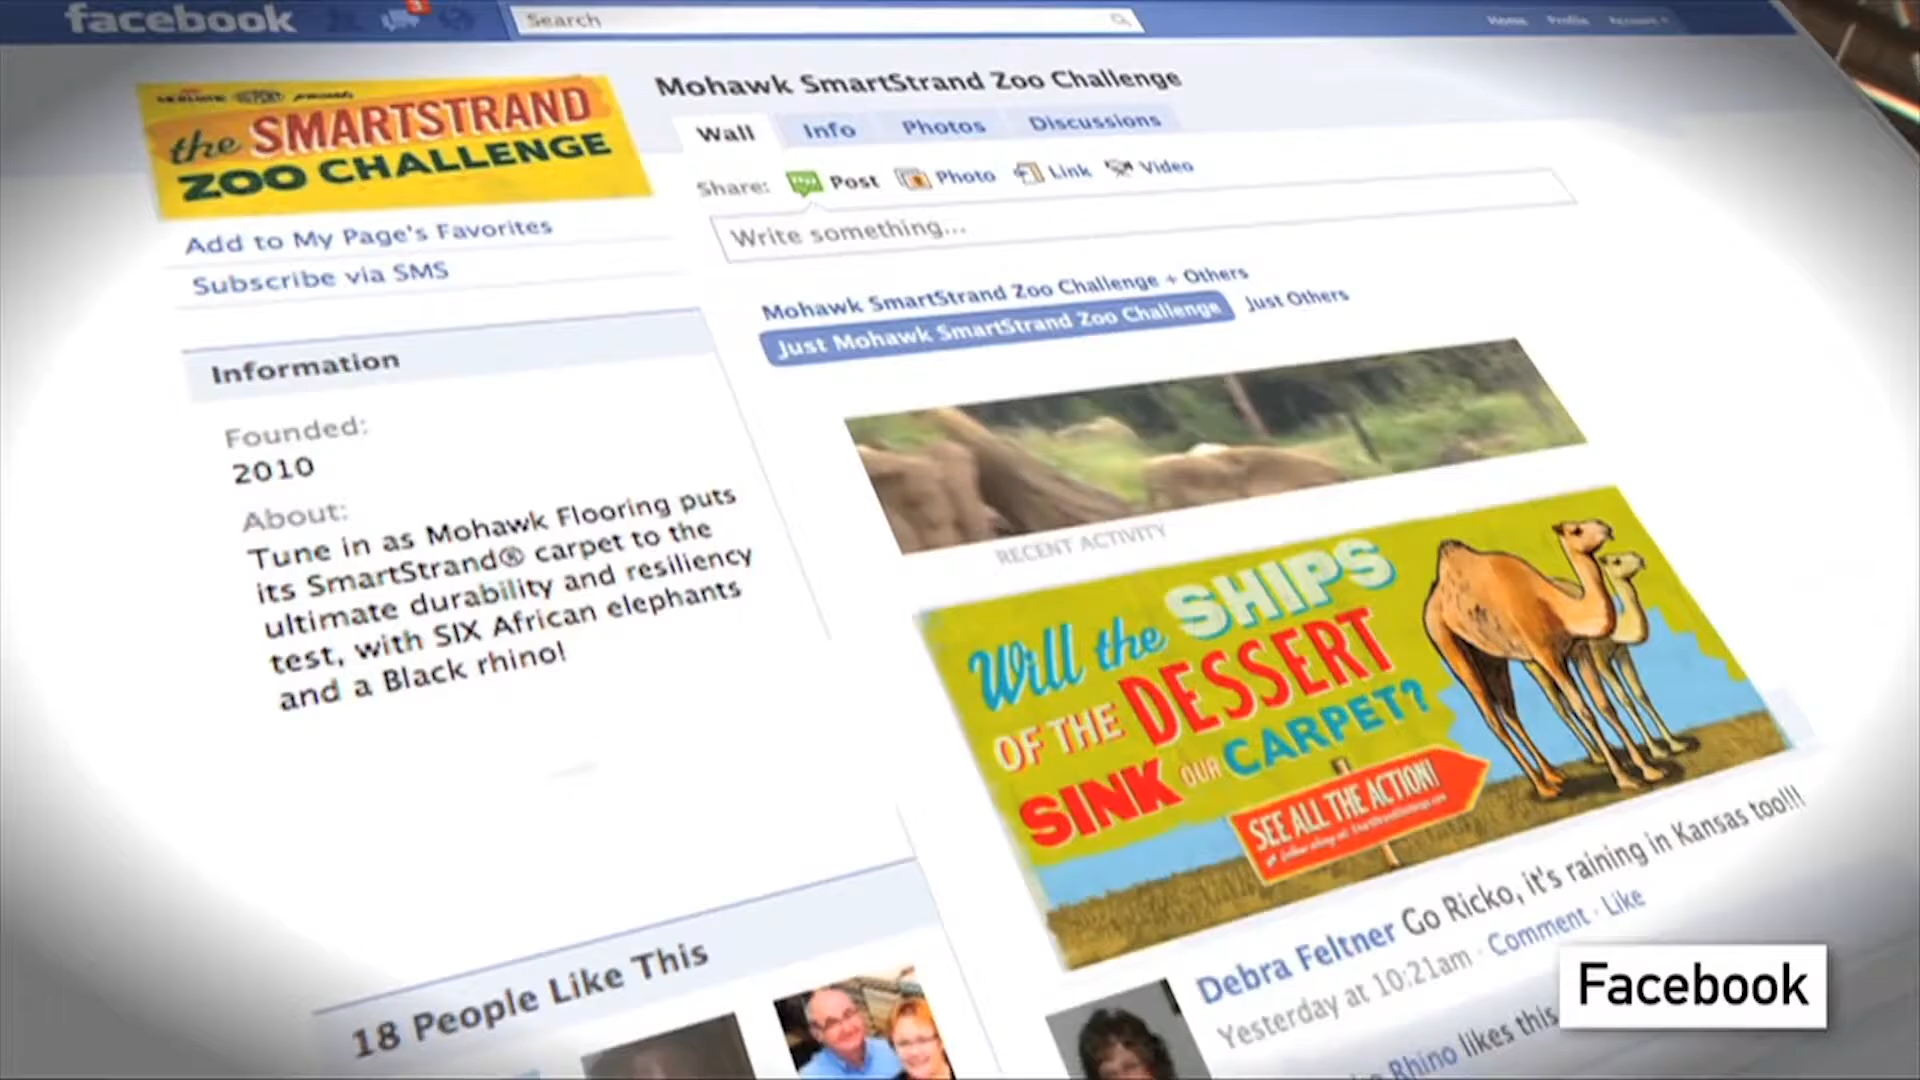 facebook
3
Search
Home Profile Account
the SMARTSTRAND
ZOO CHALLENGE
Mohawk SmartStrand Zoo Challenge
Wall Info Photos Discussions
Share: Post Photo Link Video
Write something...
Add to My Page's Favorites
Subscribe via SMS
Mohawk SmartStrand Zoo Challenge + Others
Just Mohawk SmartStrand Zoo Challenge Just Others
Information
Founded:
2010
About:
Tune in as Mohawk Flooring puts
its SmartStrand® carpet to the
ultimate durability and resiliency
test, with SIX African elephants
and a Black rhino!
RECENT ACTIVITY
Will the SHIPS
OF THE DESSERT
SINK OUR CARPET?
SEE ALL THE ACTION!
18 People Like This
Debra Feltner Go Ricko, it's raining in Kansas too!!!
Yesterday at 10:21am · Comment · Like
Rhino likes this
Facebook